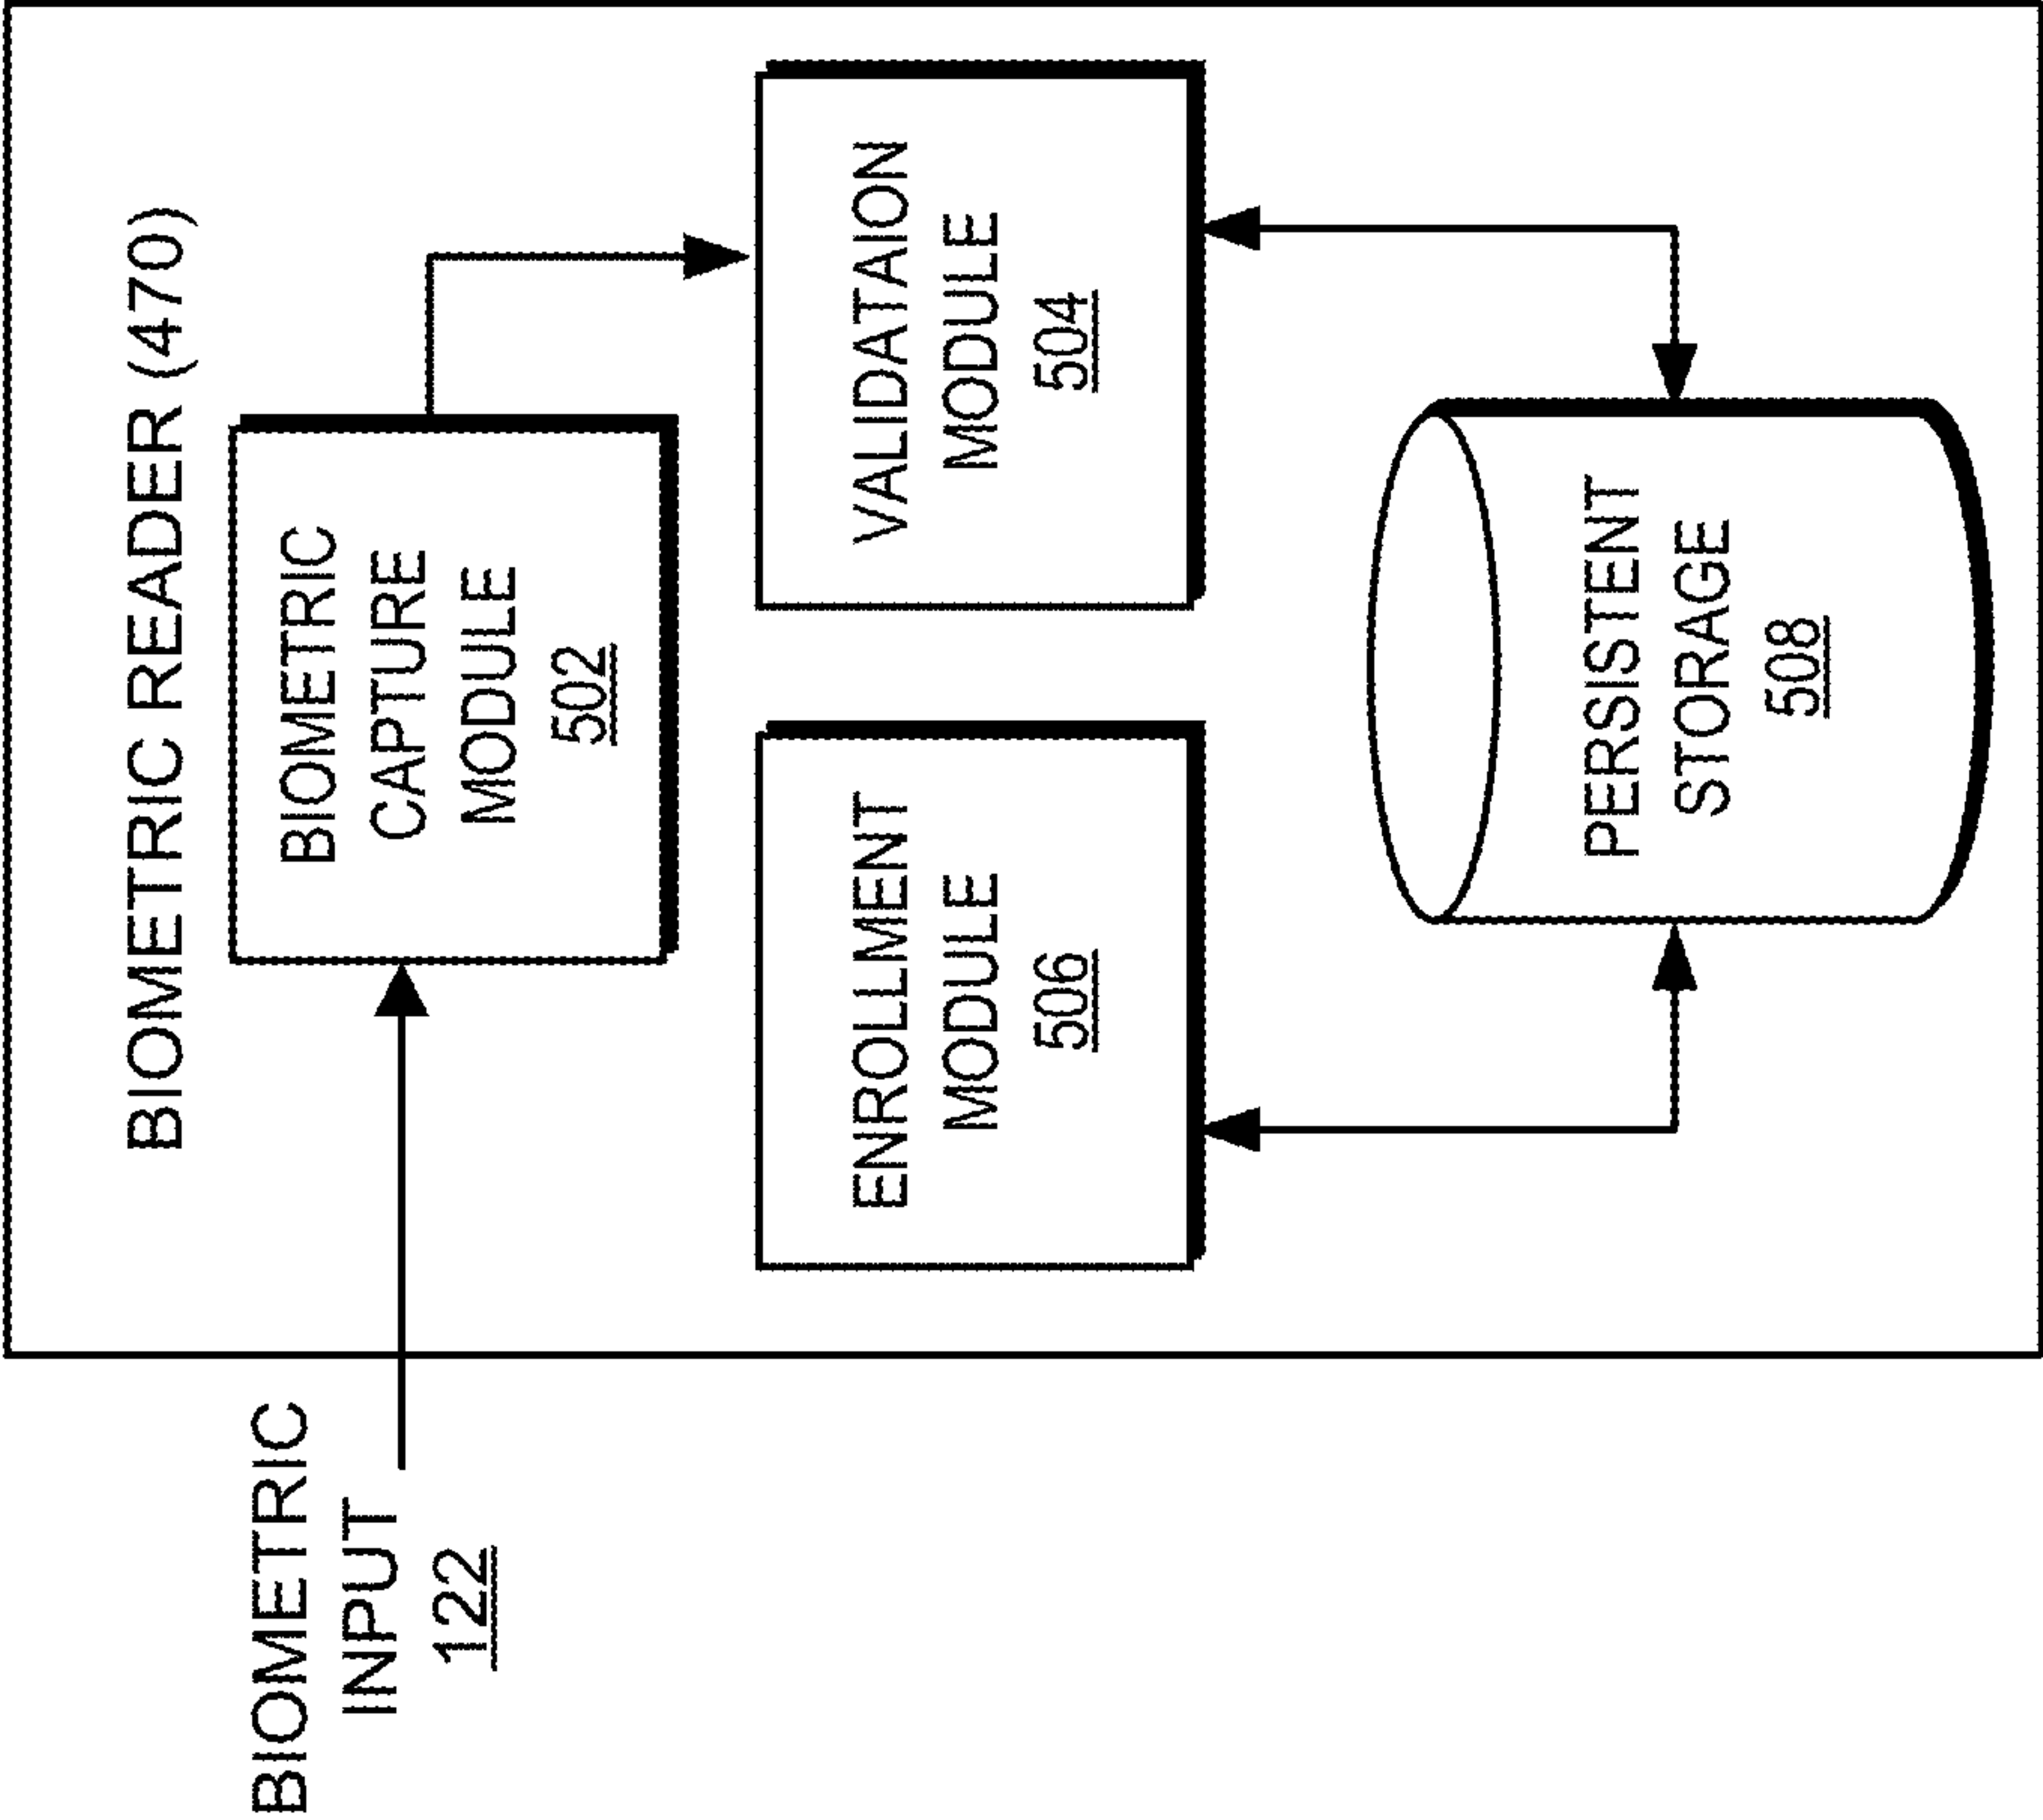 BIOMETRIC READER (470)
BIOMETRIC
INPUT
122
BIOMETRIC
CAPTURE
MODULE
502
ENROLLMENT
MODULE
506
VALIDATAION
MODULE
504
PERSISTENT
STORAGE
508